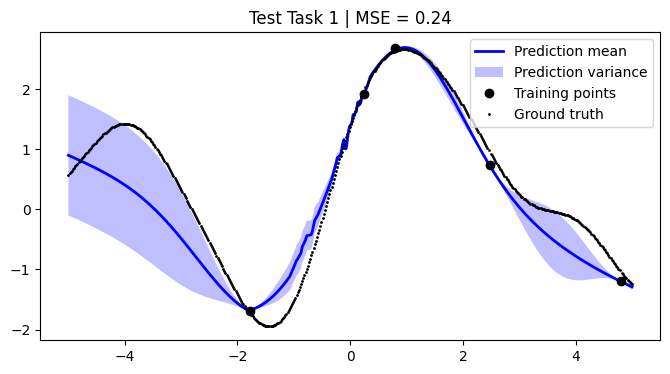 Test Task 1 | MSE = 0.24
Prediction mean
Prediction variance
Training points
Ground truth
2
1
0
−1
−2
−4
−2
0
2
4